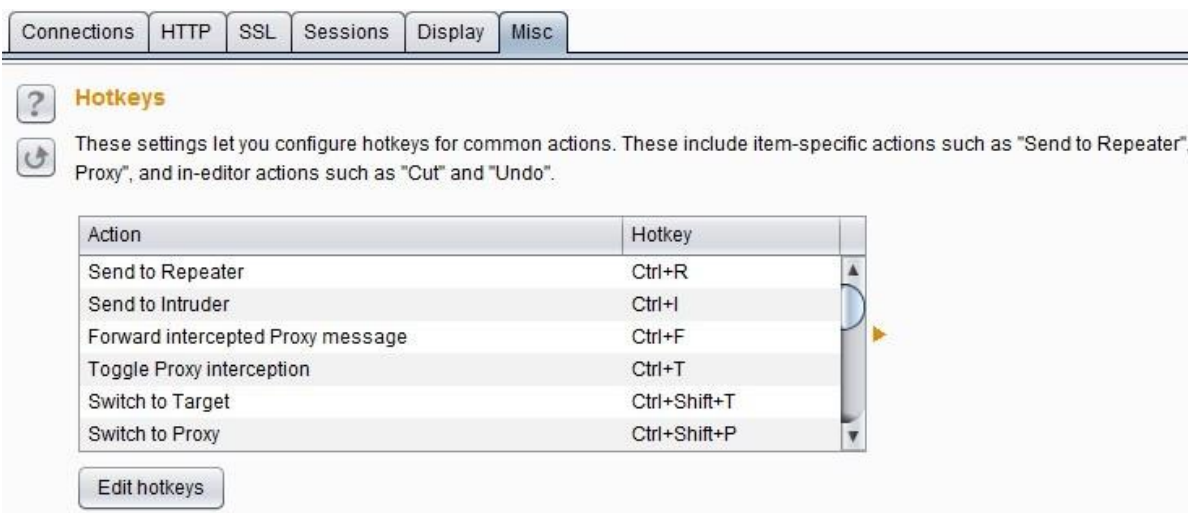 Connections HTTP SSL Sessions Display Misc
Hotkeys
These settings let you configure hotkeys for common actions. These include item-specific actions such as "Send to Repeater",
Proxy", and in-editor actions such as "Cut" and "Undo".
Action Hotkey
Send to Repeater Ctrl+R
Send to Intruder Ctrl+I
Forward intercepted Proxy message Ctrl+F
Toggle Proxy interception Ctrl+T
Switch to Target Ctrl+Shift+T
Switch to Proxy Ctrl+Shift+P
Edit hotkeys